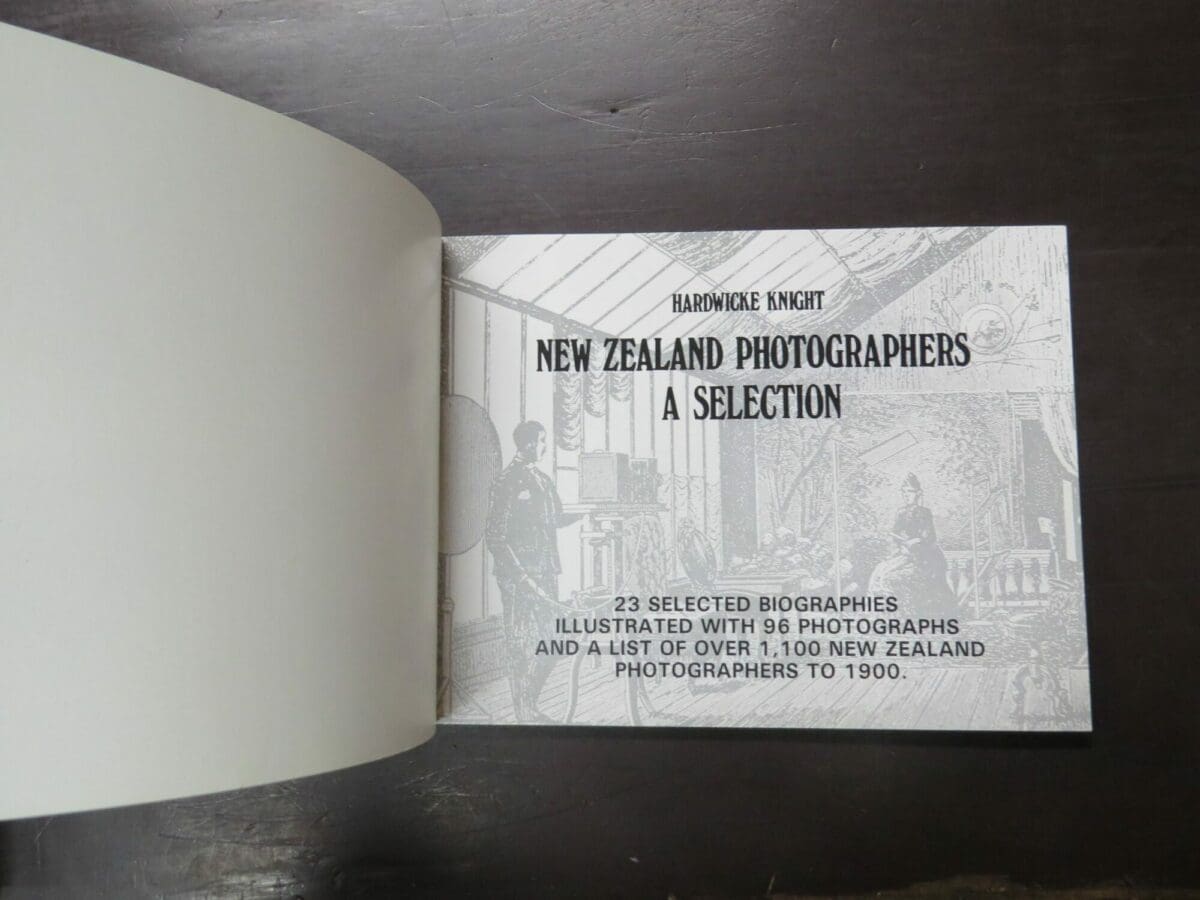 HARDWICKE KNIGHT
NEW ZEALAND PHOTOGRAPHERS
A SELECTION
23 SELECTED BIOGRAPHIES
ILLUSTRATED WITH 96 PHOTOGRAPHS
AND A LIST OF OVER 1,100 NEW ZEALAND
PHOTOGRAPHERS TO 1900.